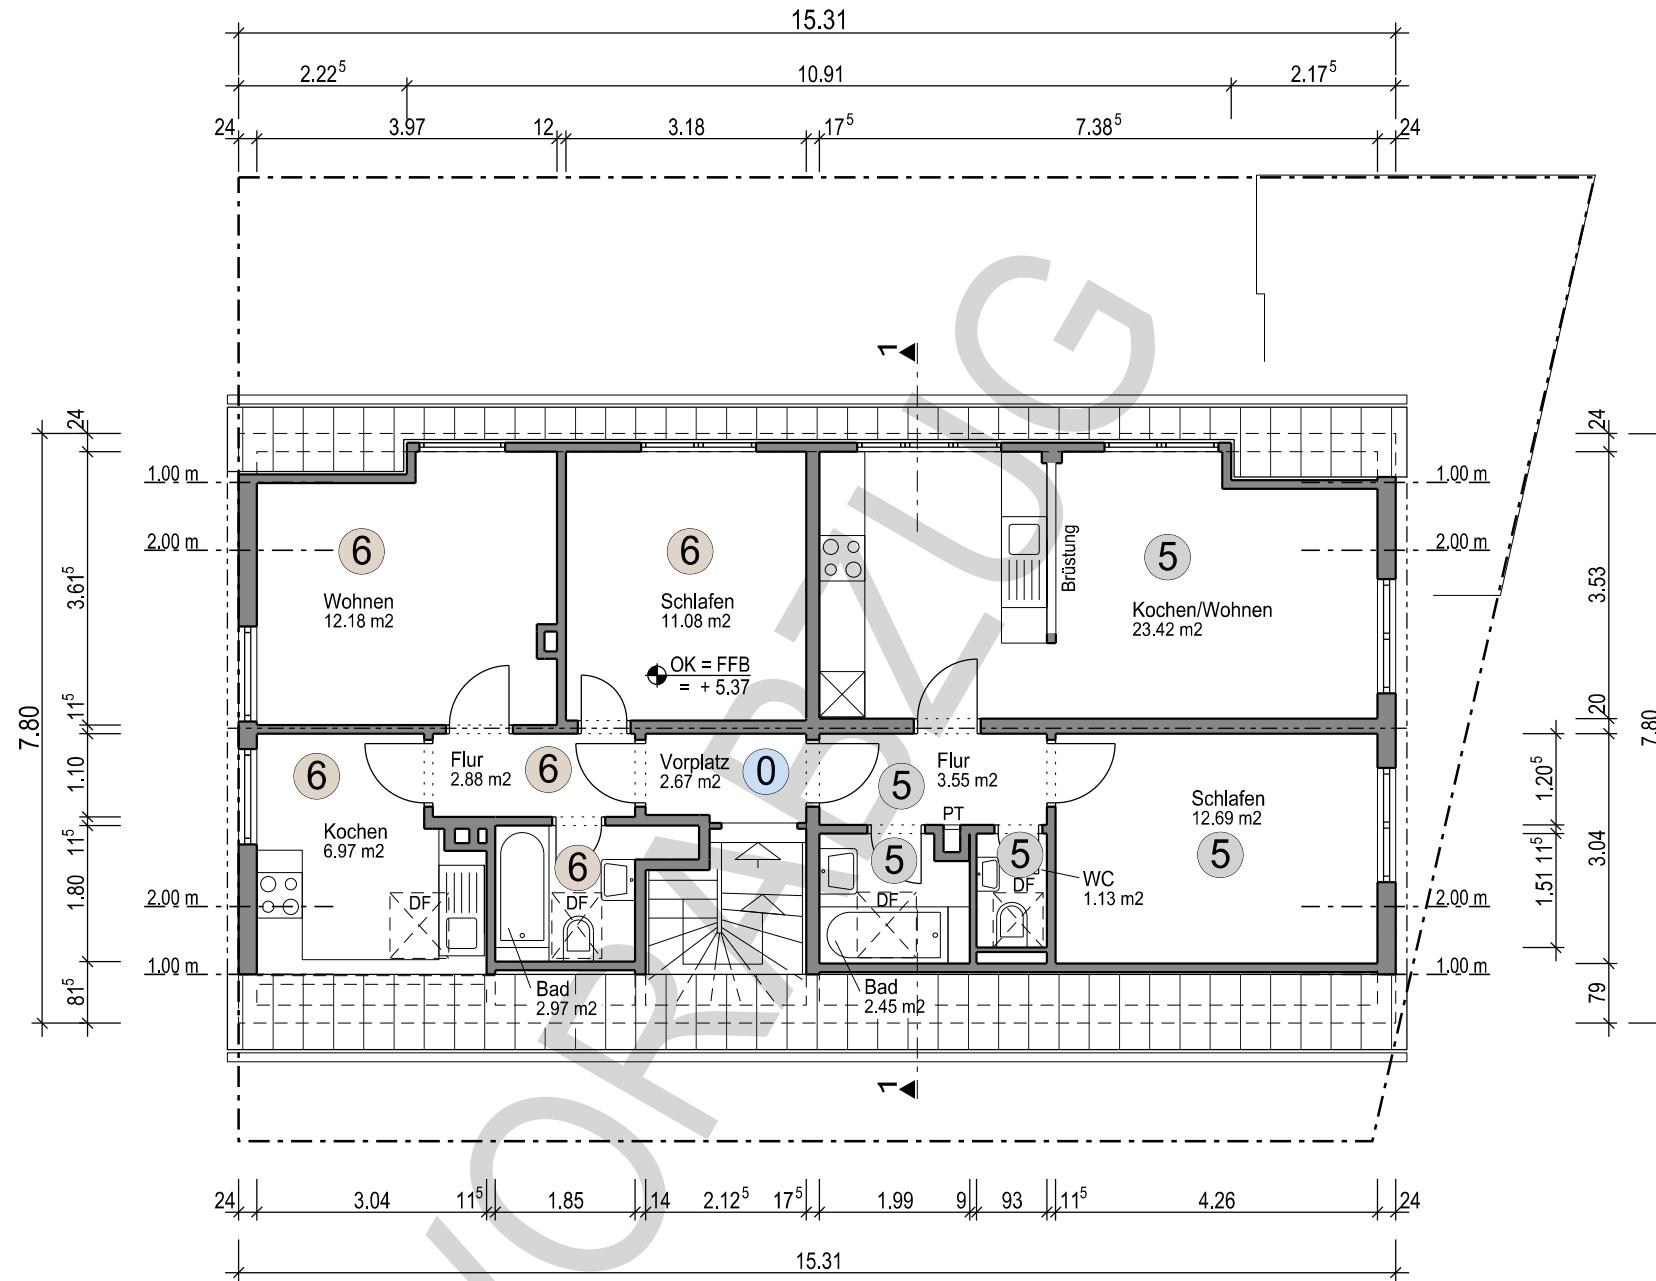 15.31
2.22⁵ 10.91 2.17⁵
24 3.97 12 3.18 17⁵ 7.38⁵ 24
1
24 24
1.00 m 1.00 m
2.00 m 2.00 m
6 6 5
Brüstung
3.61⁵ 3.53
Wohnen
12.18 m2
Schlafen
11.08 m2
Kochen/Wohnen
23.42 m2
OK = FFB
= + 5.37
7.80 7.80
11⁵ 20
6
Flur
2.88 m2
6
Vorplatz
2.67 m2
0
Flur
3.55 m2
5
PT
1.10 1.20⁵
Schlafen
12.69 m2
5
Kochen
6.97 m2
11⁵ 11⁵
6 5 5
WC
1.13 m2
DF DF DF DF
1.80 1.51 3.04
2.00 m 2.00 m
1.00 m 1.00 m
Bad
2.97 m2
Bad
2.45 m2
81⁵ 79
1
24 3.04 11⁵ 1.85 14 2.12⁵ 17⁵ 1.99 9 93 11⁵ 4.26 24
15.31
VORABZUG